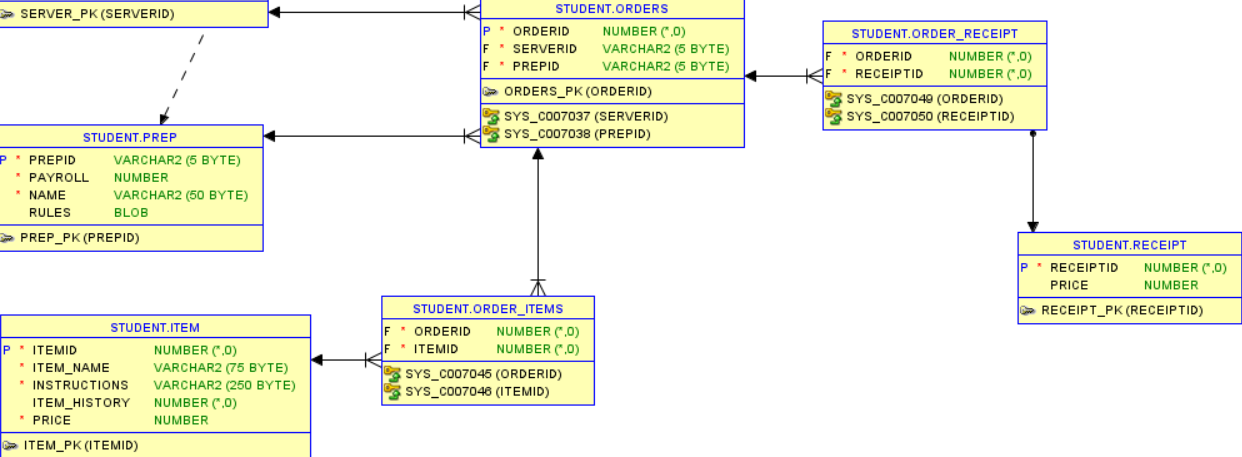 SERVER_PK (SERVERID)
STUDENT.ORDERS
P * ORDERID NUMBER (*,0)
F * SERVERID VARCHAR2 (5 BYTE)
F * PREPID VARCHAR2 (5 BYTE)
ORDERS_PK (ORDERID)
SYS_C007037 (SERVERID)
SYS_C007038 (PREPID)
STUDENT.ORDER_RECEIPT
F * ORDERID NUMBER (*,0)
F * RECEIPTID NUMBER (*,0)
SYS_C007049 (ORDERID)
SYS_C007050 (RECEIPTID)
STUDENT.PREP
P * PREPID VARCHAR2 (5 BYTE)
* PAYROLL NUMBER
* NAME VARCHAR2 (50 BYTE)
RULES BLOB
PREP_PK (PREPID)
STUDENT.RECEIPT
P * RECEIPTID NUMBER (*,0)
PRICE NUMBER
RECEIPT_PK (RECEIPTID)
STUDENT.ORDER_ITEMS
F * ORDERID NUMBER (*,0)
F * ITEMID NUMBER (*,0)
SYS_C007045 (ORDERID)
SYS_C007046 (ITEMID)
STUDENT.ITEM
P * ITEMID NUMBER (*,0)
* ITEM_NAME VARCHAR2 (75 BYTE)
* INSTRUCTIONS VARCHAR2 (250 BYTE)
ITEM_HISTORY NUMBER (*,0)
* PRICE NUMBER
ITEM_PK (ITEMID)